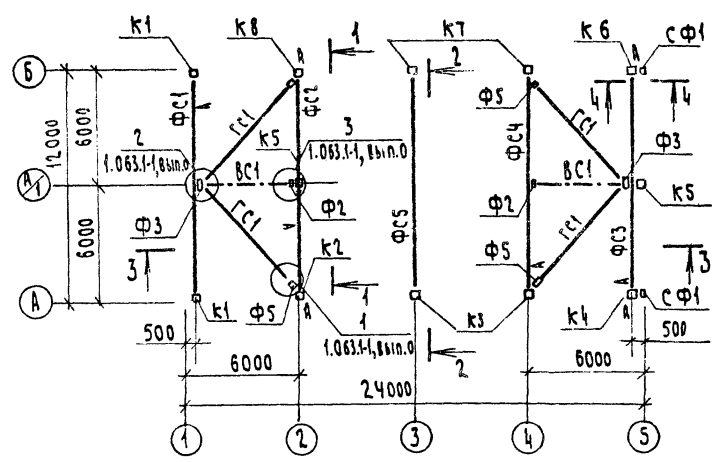 К1
К8
А
1
К7
2
К6
А
СФ1
Б
ФС1
ГС1
ФС2
Ф5
4
4
12000
6000
2
1.063.1-1, Вып.0
К5
3
1.063.1-1, Вып.0
ФС4
ГС1
Ф3
А/1
ВС1
ВС1
Ф3
Ф2
ФС5
Ф2
К5
6000
ГС1
К2
Ф5
ГС1
ФС3
3
3
А
К1
Ф5
А
1
К3
А
А
К4
СФ1
500
1
1.063.1-1, Вып.0
2
500
6000
6000
24000
1
2
3
4
5